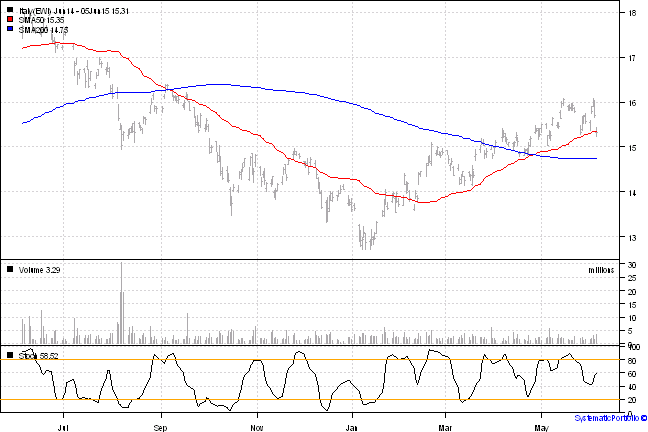 Italy(EWI) Jun14 - 05Jun15 15.31
SMA50 15.35
SMA200 14.75
18
17
16
15
14
13
Volume 3.29
millions
30
25
20
15
10
5
0
Stoch 58.52
100
80
60
40
20
0
Jul
Sep
Nov
Jan
Mar
May
SystematicPortfolio ©